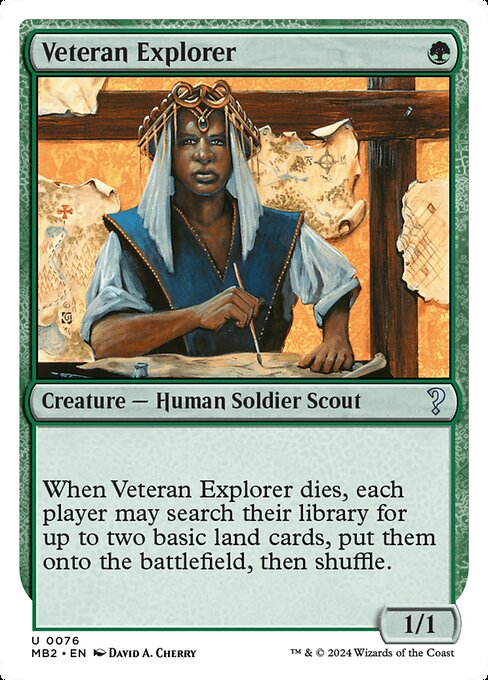 Veteran Explorer
Creature — Human Soldier Scout
When Veteran Explorer dies, each
player may search their library for
up to two basic land cards, put them
onto the battlefield, then shuffle.
1/1
U 0076
MB2 • EN David A. Cherry
™ & © 2024 Wizards of the Coast